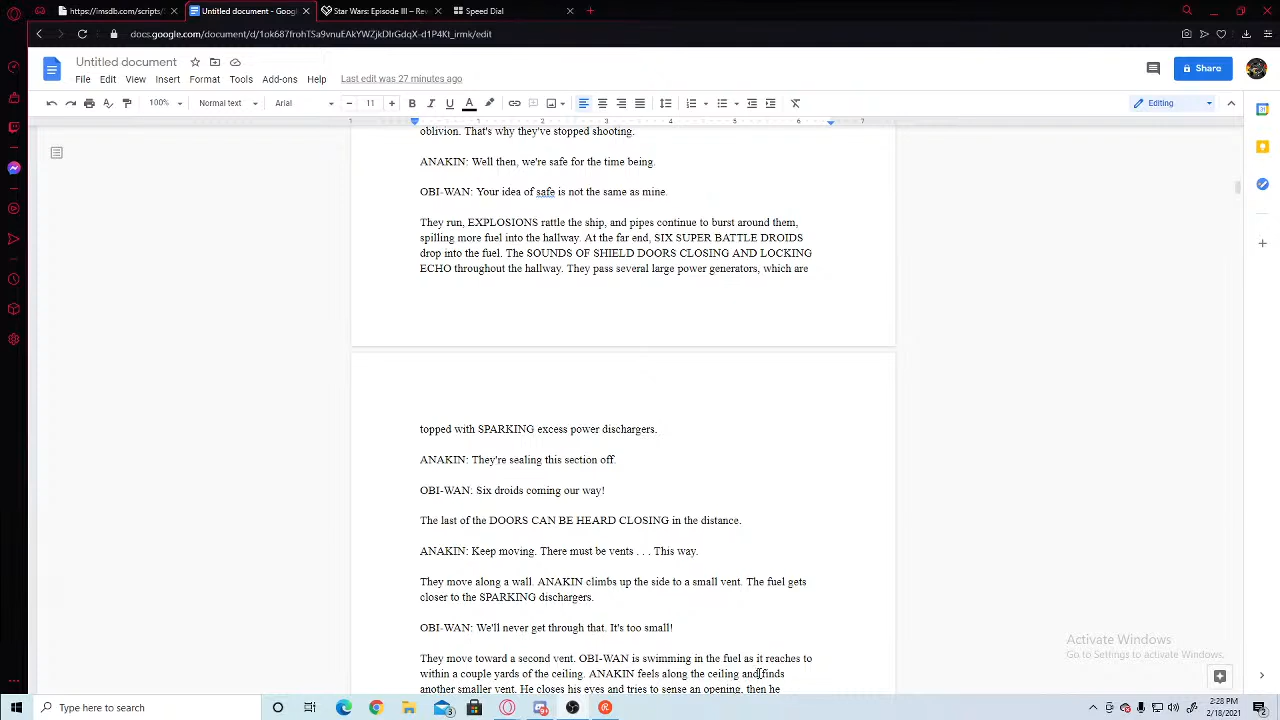 https://imsdb.com/scripts/S
Untitled document - Googl
Star Wars: Episode III – Rev
Speed Dial
docs.google.com/document/d/1ok687frohTSa9vnuEAkYWZjkDIrGdqX-d1P4Kt_irmk/edit
Untitled document
File Edit View Insert Format Tools Add-ons Help Last edit was 27 minutes ago
Share
100% Normal text Arial 11 B I U A Editing
1 1 2 3 4 5 6 7
oblivion. That's why they've stopped shooting.
ANAKIN: Well then, we're safe for the time being.
OBI-WAN: Your idea of safe is not the same as mine.
They run, EXPLOSIONS rattle the ship, and pipes continue to burst around them,
spilling more fuel into the hallway. At the far end, SIX SUPER BATTLE DROIDS
drop into the fuel. The SOUNDS OF SHIELD DOORS CLOSING AND LOCKING
ECHO throughout the hallway. They pass several large power generators, which are
topped with SPARKING excess power dischargers.
ANAKIN: They're sealing this section off.
OBI-WAN: Six droids coming our way!
The last of the DOORS CAN BE HEARD CLOSING in the distance.
ANAKIN: Keep moving. There must be vents . . . This way.
They move along a wall. ANAKIN climbs up the side to a small vent. The fuel gets
closer to the SPARKING dischargers.
OBI-WAN: We'll never get through that. It's too small!
They move toward a second vent. OBI-WAN is swimming in the fuel as it reaches to
within a couple yards of the ceiling. ANAKIN feels along the ceiling and finds
another smaller vent. He closes his eyes and tries to sense an opening, then he
Activate Windows
Go to Settings to activate Windows.
Type here to search
3
2:28 PM
2/18/2021
2